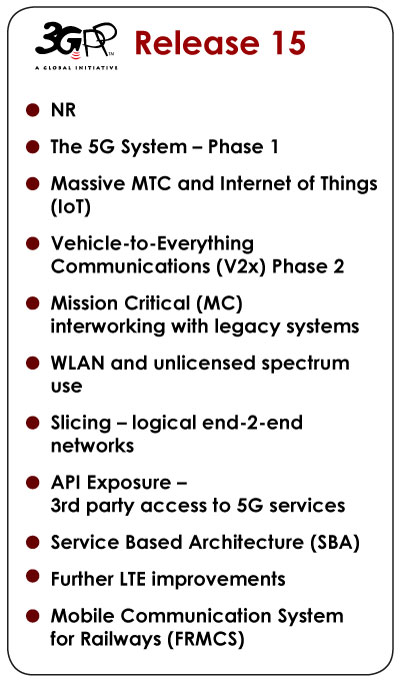 3GPP™ Release 15
A GLOBAL INITIATIVE
● NR
● The 5G System – Phase 1
● Massive MTC and Internet of Things
(IoT)
● Vehicle-to-Everything
Communications (V2x) Phase 2
● Mission Critical (MC)
interworking with legacy systems
● WLAN and unlicensed spectrum
use
● Slicing – logical end-2-end
networks
● API Exposure –
3rd party access to 5G services
● Service Based Architecture (SBA)
● Further LTE improvements
● Mobile Communication System
for Railways (FRMCS)